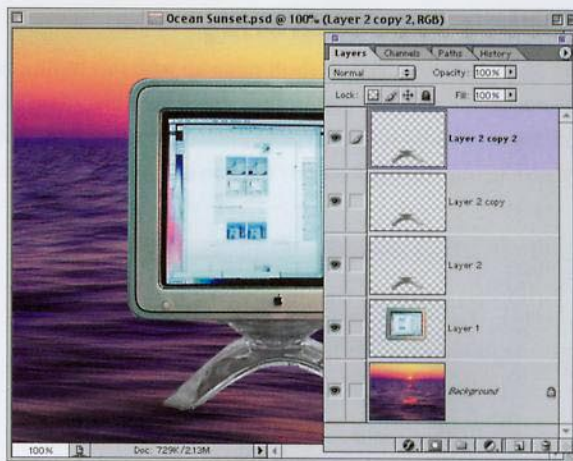 Ocean Sunset.psd @ 100% (Layer 2 copy 2, RGB)
Layers Channels Paths History
Normal Opacity: 100%
Lock: Fill: 100%
Layer 2 copy 2
Layer 2 copy
Layer 2
Layer 1
Background
100% Doc: 729K/2.13M